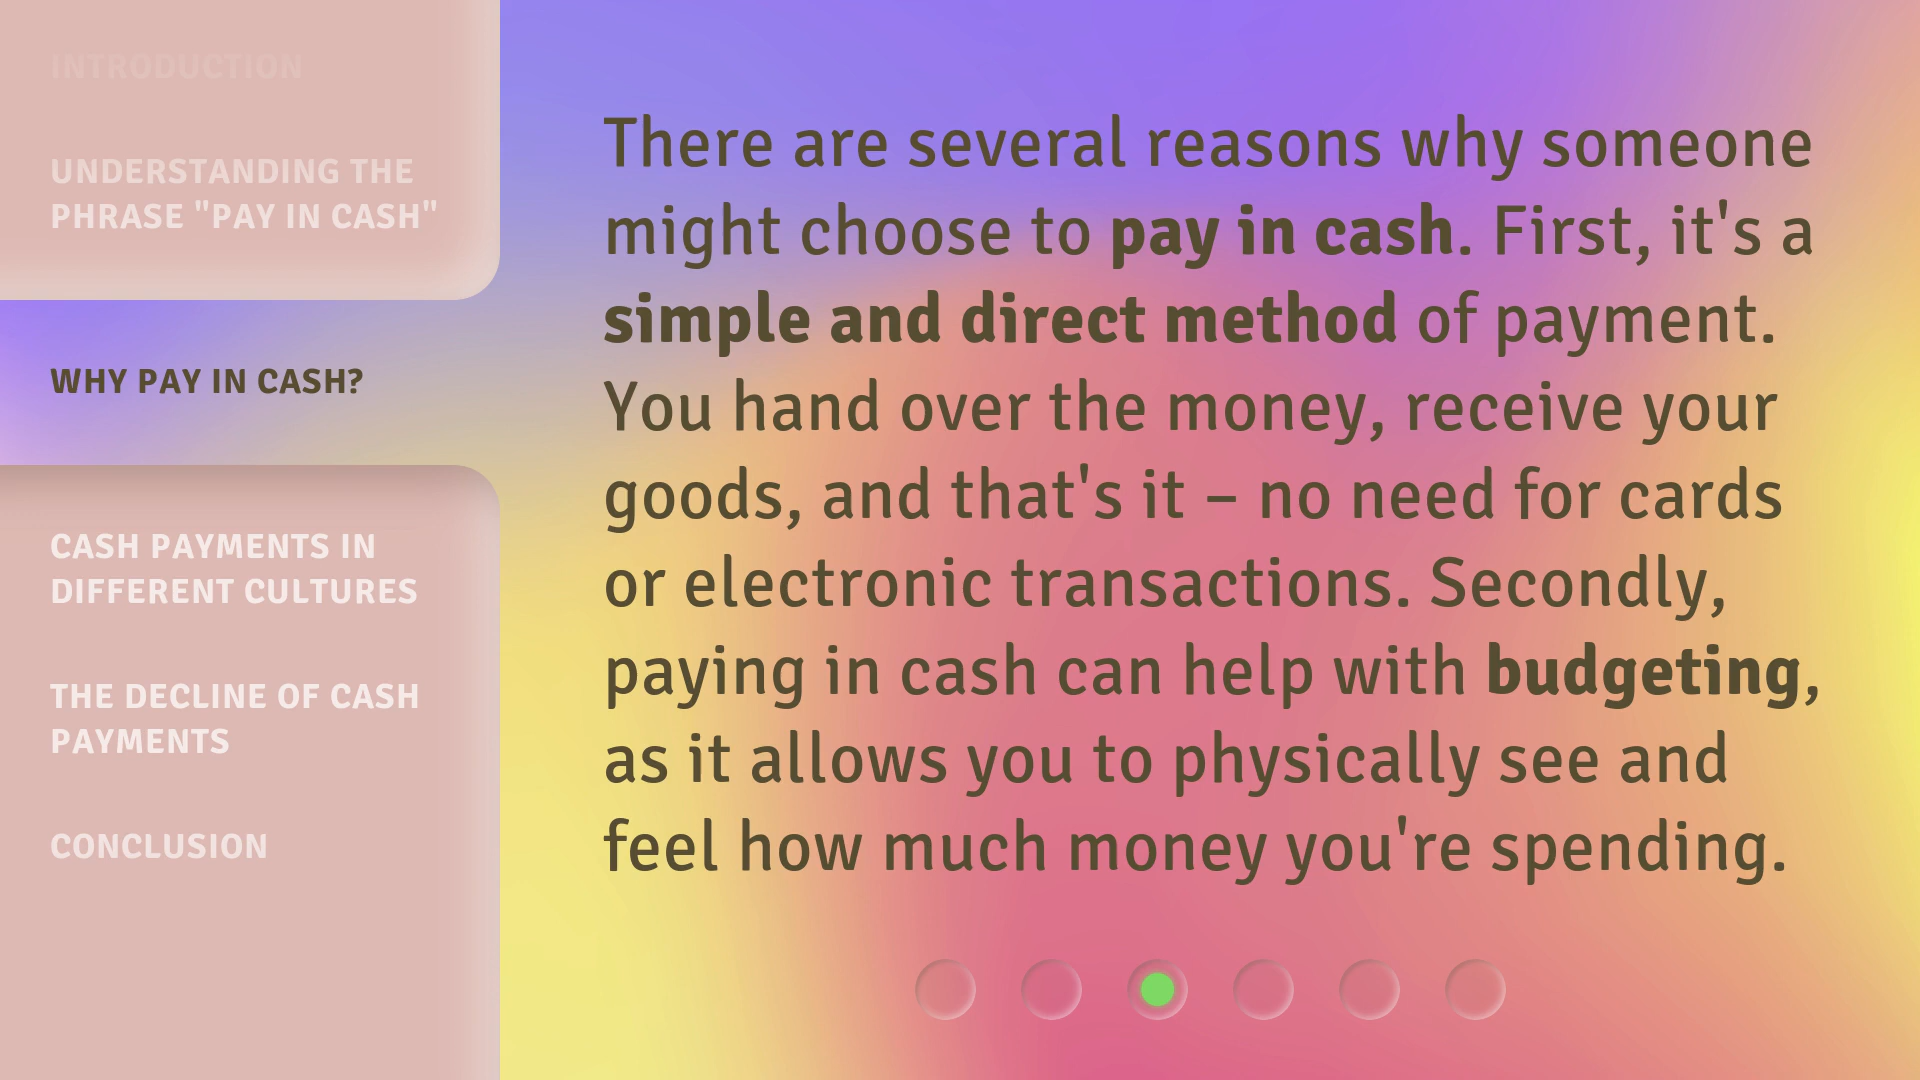 INTRODUCTION
UNDERSTANDING THE
PHRASE "PAY IN CASH"
WHY PAY IN CASH?
CASH PAYMENTS IN
DIFFERENT CULTURES
THE DECLINE OF CASH
PAYMENTS
CONCLUSION
There are several reasons why someone
might choose to pay in cash. First, it's a
simple and direct method of payment.
You hand over the money, receive your
goods, and that's it – no need for cards
or electronic transactions. Secondly,
paying in cash can help with budgeting,
as it allows you to physically see and
feel how much money you're spending.